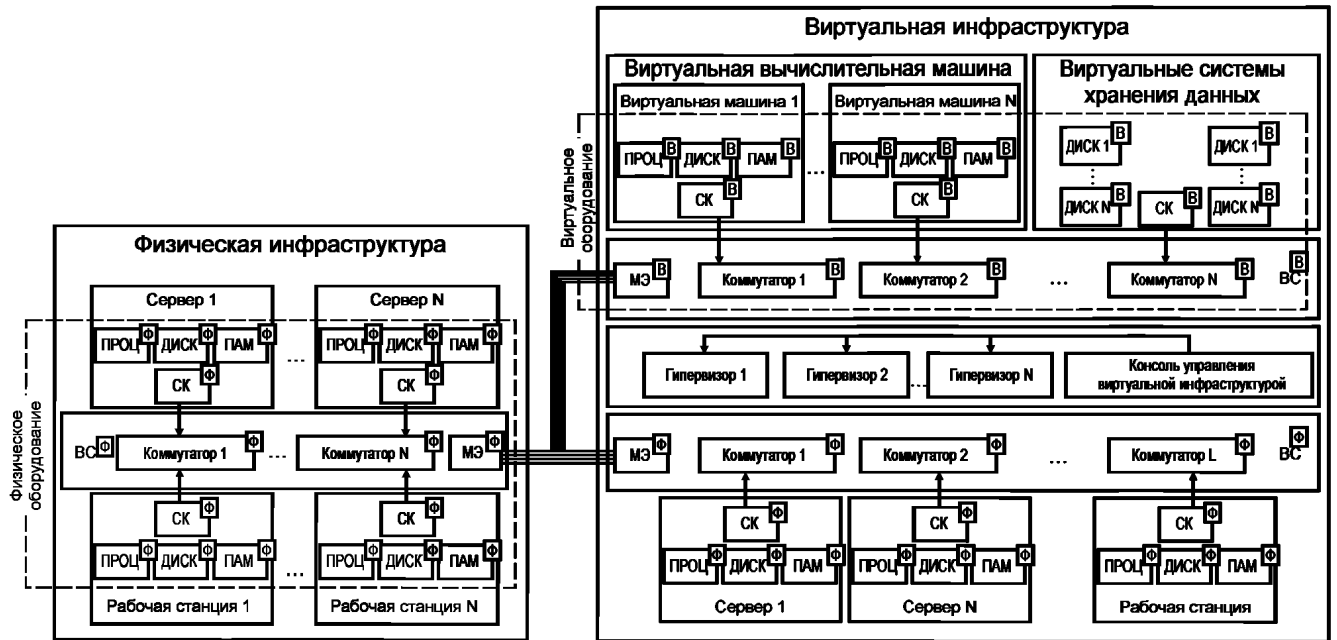 Виртуальная инфраструктура
Виртуальная вычислительная машина
Виртуальные системы
хранения данных
Виртуальная машина 1
Виртуальная машина N
ПРОЦ В ДИСК В ПАМ В
СК В
...
ПРОЦ В ДИСК В ПАМ В
СК В
ДИСК 1 В
ДИСК 1 В
ДИСК N В
СК В
ДИСК N В
Виртуальное
оборудование
МЭ В
Коммутатор 1 В
Коммутатор 2 В
...
Коммутатор N В
ВС В
Гипервизор 1
Гипервизор 2
...
Гипервизор N
Консоль управления
виртуальной инфраструктурой
МЭ Ф
Коммутатор 1 Ф
Коммутатор 2 Ф
...
Коммутатор L Ф
ВС Ф
СК Ф
СК Ф
СК Ф
ПРОЦ Ф ДИСК Ф ПАМ Ф
ПРОЦ Ф ДИСК Ф ПАМ Ф
ПРОЦ Ф ДИСК Ф ПАМ Ф
Сервер 1
Сервер N
Рабочая станция
Физическая инфраструктура
Сервер 1
Сервер N
ПРОЦ Ф ДИСК Ф ПАМ Ф
...
ПРОЦ Ф ДИСК Ф ПАМ Ф
СК Ф
СК Ф
Физическое
оборудование
ВС Ф
Коммутатор 1 Ф
...
Коммутатор N Ф
МЭ Ф
СК Ф
СК Ф
ПРОЦ Ф ДИСК Ф ПАМ Ф
...
ПРОЦ Ф ДИСК Ф ПАМ Ф
Рабочая станция 1
Рабочая станция N